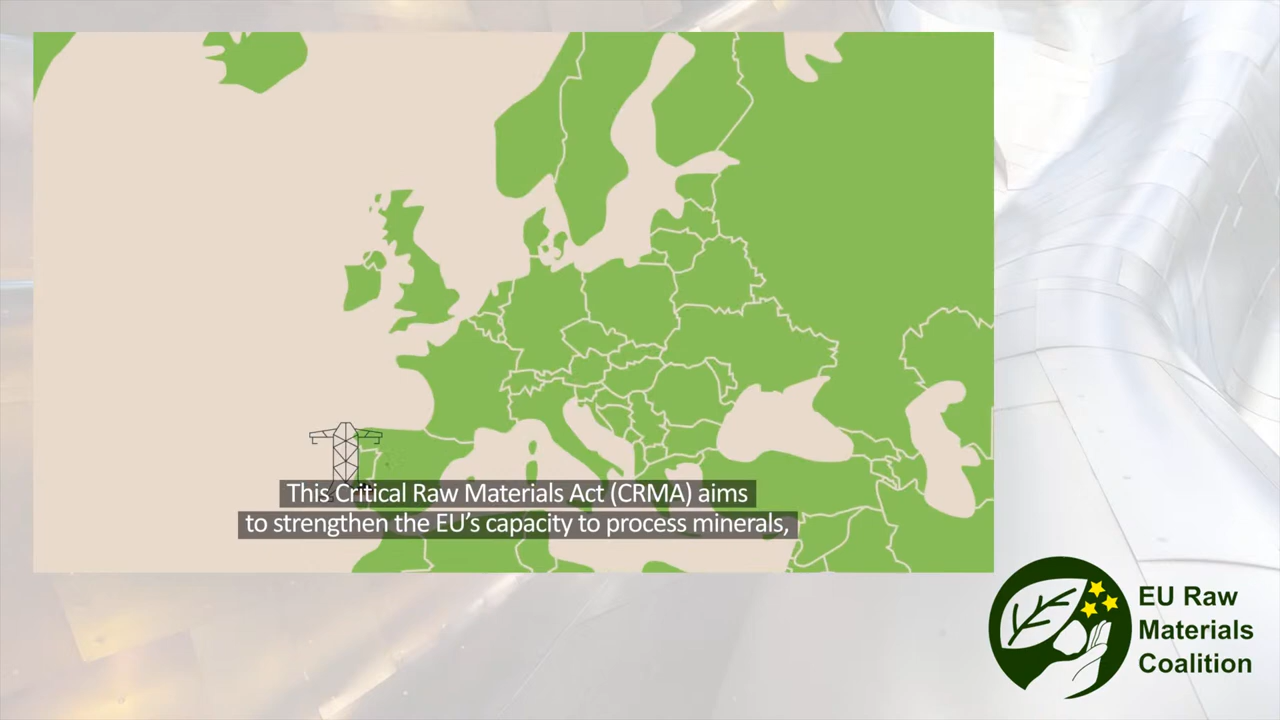 This Critical Raw Materials Act (CRMA) aims
to strengthen the EU’s capacity to process minerals,
EU Raw
Materials
Coalition